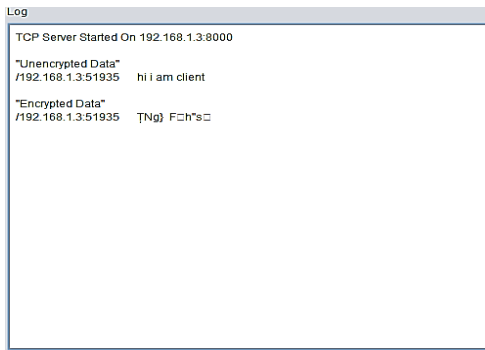 Log
TCP Server Started On 192.168.1.3:8000
"Unencrypted Data"
/192.168.1.3:51935 hi i am client
"Encrypted Data"
/192.168.1.3:51935 ŢNg} F□h"s□